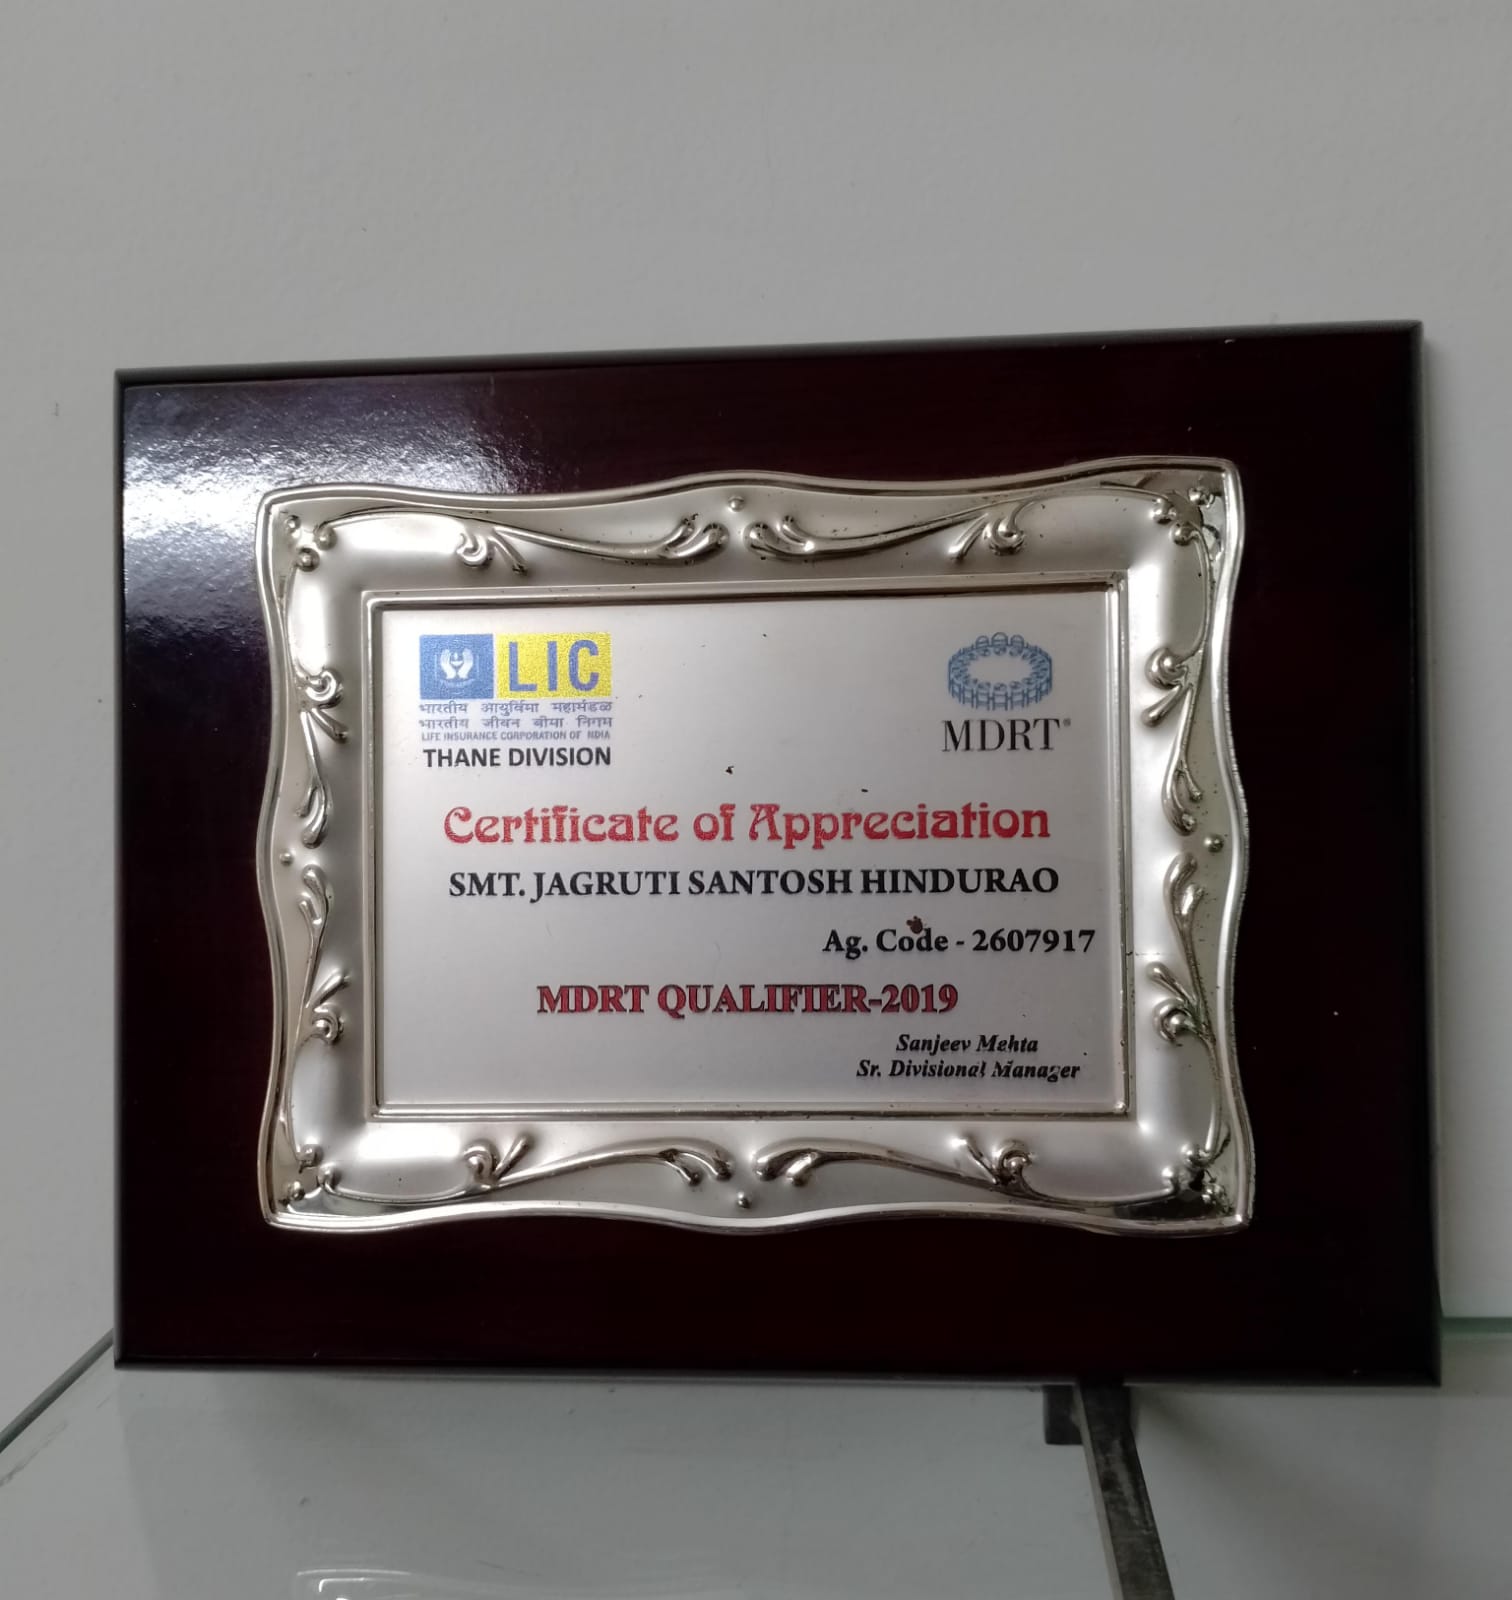 LIC
भारतीय आयुर्विमा महामंडळ
भारतीय जीवन बीमा निगम
LIFE INSURANCE CORPORATION OF INDIA
THANE DIVISION
MDRT®
Certificate of Appreciation
SMT. JAGRUTI SANTOSH HINDURAO
Ag. Code - 2607917
MDRT QUALIFIER-2019
Sanjeev Mehta
Sr. Divisional Manager